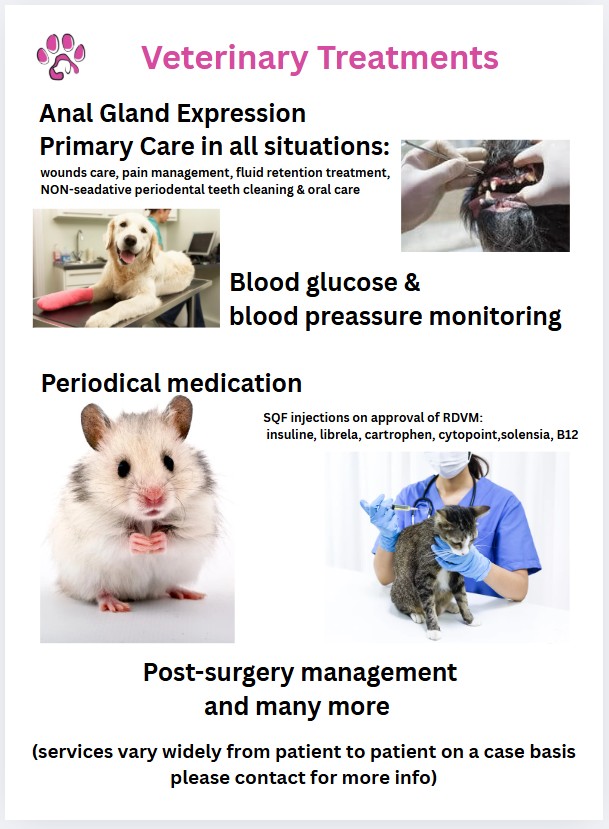 Veterinary Treatments
Anal Gland Expression
Primary Care in all situations:
wounds care, pain management, fluid retention treatment,
NON-seadative periodental teeth cleaning & oral care
Blood glucose &
blood preassure monitoring
Periodical medication
SQF injections on approval of RDVM:
insuline, librela, cartrophen, cytopoint,solensia, B12
Post-surgery management
and many more
(services vary widely from patient to patient on a case basis
please contact for more info)